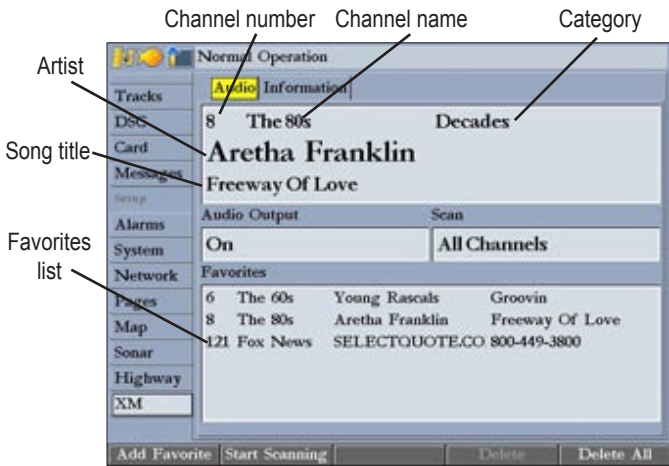 Channel number Channel name Category
Artist
Song title
Favorites
list
Normal Operation
Audio Information
Tracks
DSC
Card
Messages
Setup
Alarms
System
Network
Pages
Map
Sonar
Highway
XM
8 The 80s Decades
Aretha Franklin
Freeway Of Love
Audio Output Scan
On All Channels
Favorites
6 The 60s Young Rascals Groovin
8 The 80s Aretha Franklin Freeway Of Love
121 Fox News SELECTQUOTE.CO 800-449-3800
Add Favorite Start Scanning Delete Delete All